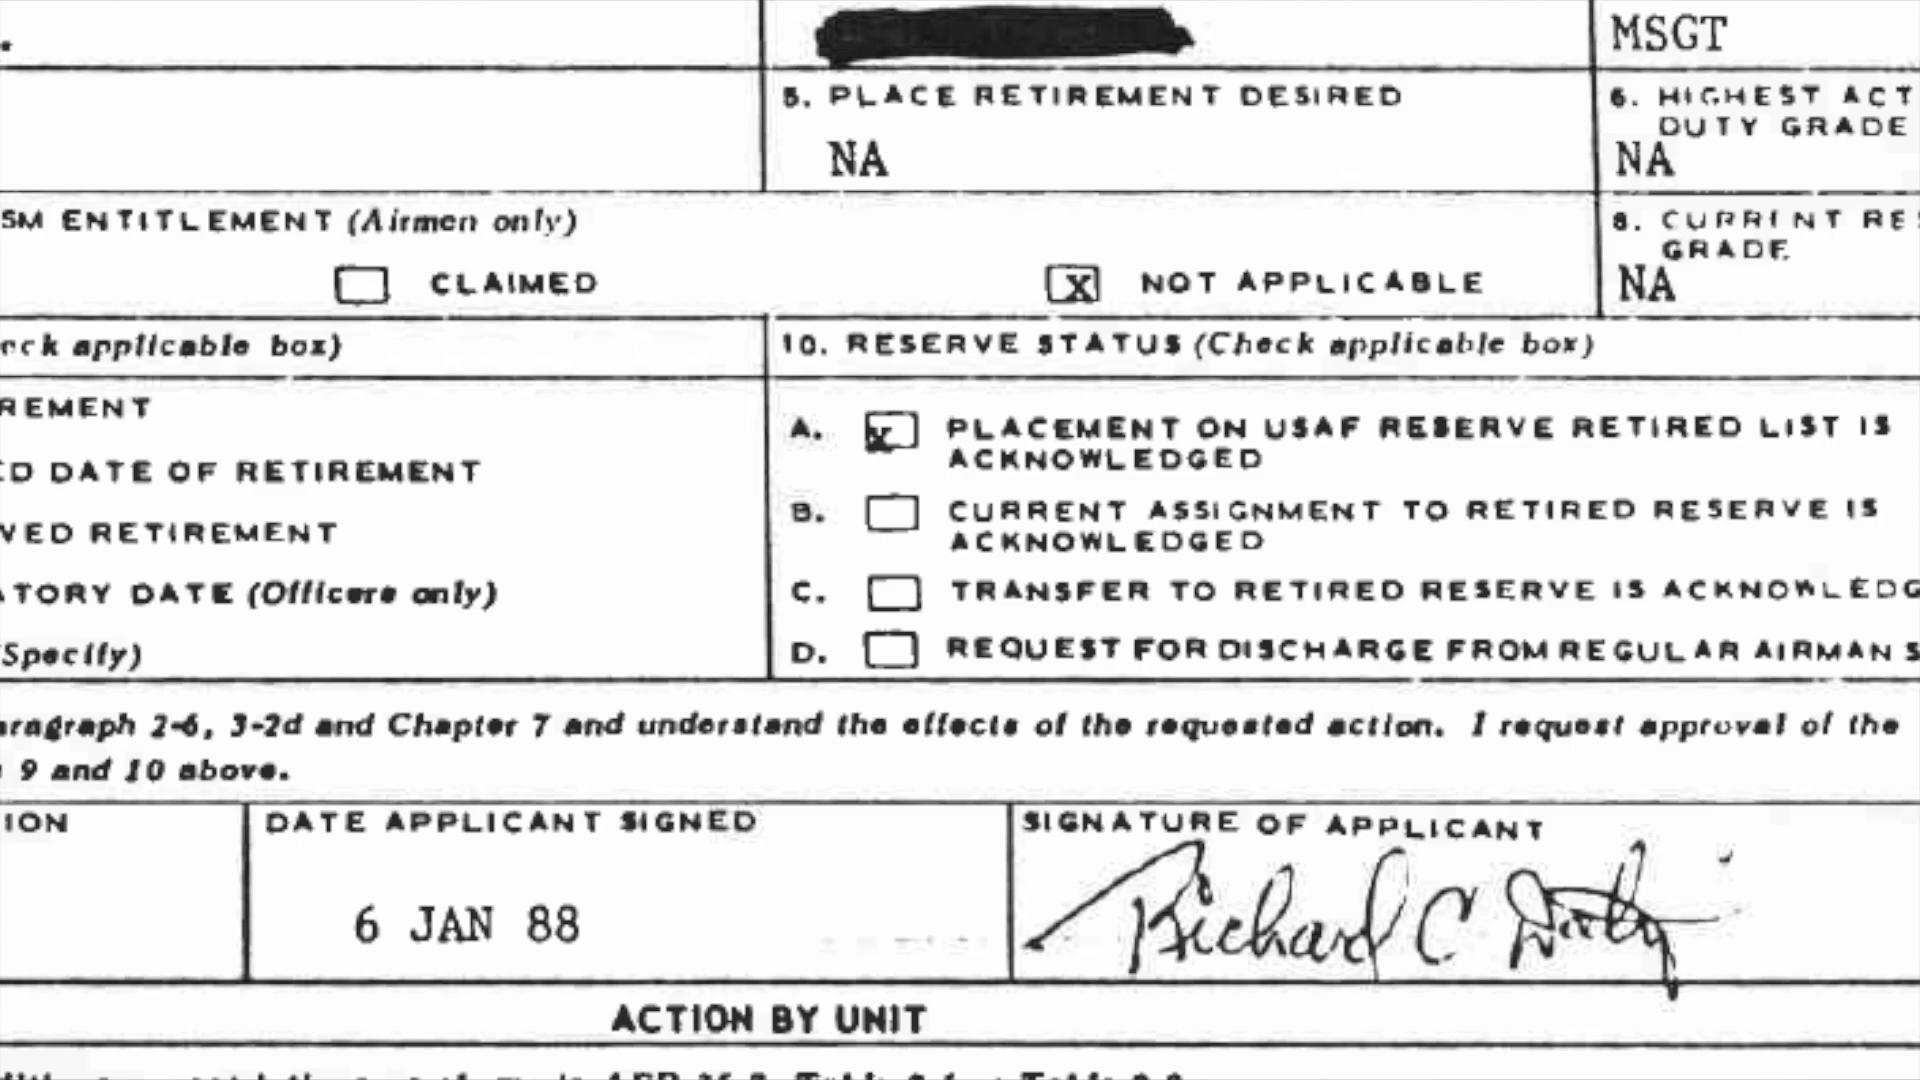 MSGT
5. PLACE RETIREMENT DESIRED
NA
6. HIGHEST ACT
DUTY GRADE
NA
SM ENTITLEMENT (Airmen only)
CLAIMED
X NOT APPLICABLE
8. CURRENT RES
GRADE
NA
eck applicable box)
10. RESERVE STATUS (Check applicable box)
REMENT
ED DATE OF RETIREMENT
VED RETIREMENT
ATORY DATE (Officers only)
(Specify)
A. X PLACEMENT ON USAF RESERVE RETIRED LIST IS
ACKNOWLEDGED
B. CURRENT ASSIGNMENT TO RETIRED RESERVE IS
ACKNOWLEDGED
C. TRANSFER TO RETIRED RESERVE IS ACKNOWLEDG
D. REQUEST FOR DISCHARGE FROM REGULAR AIRMAN S
aragraph 2-6, 3-2d and Chapter 7 and understand the effects of the requested action. I request approval of the
9 and 10 above.
ION
DATE APPLICANT SIGNED
6 JAN 88
SIGNATURE OF APPLICANT
Richard C Doty
ACTION BY UNIT